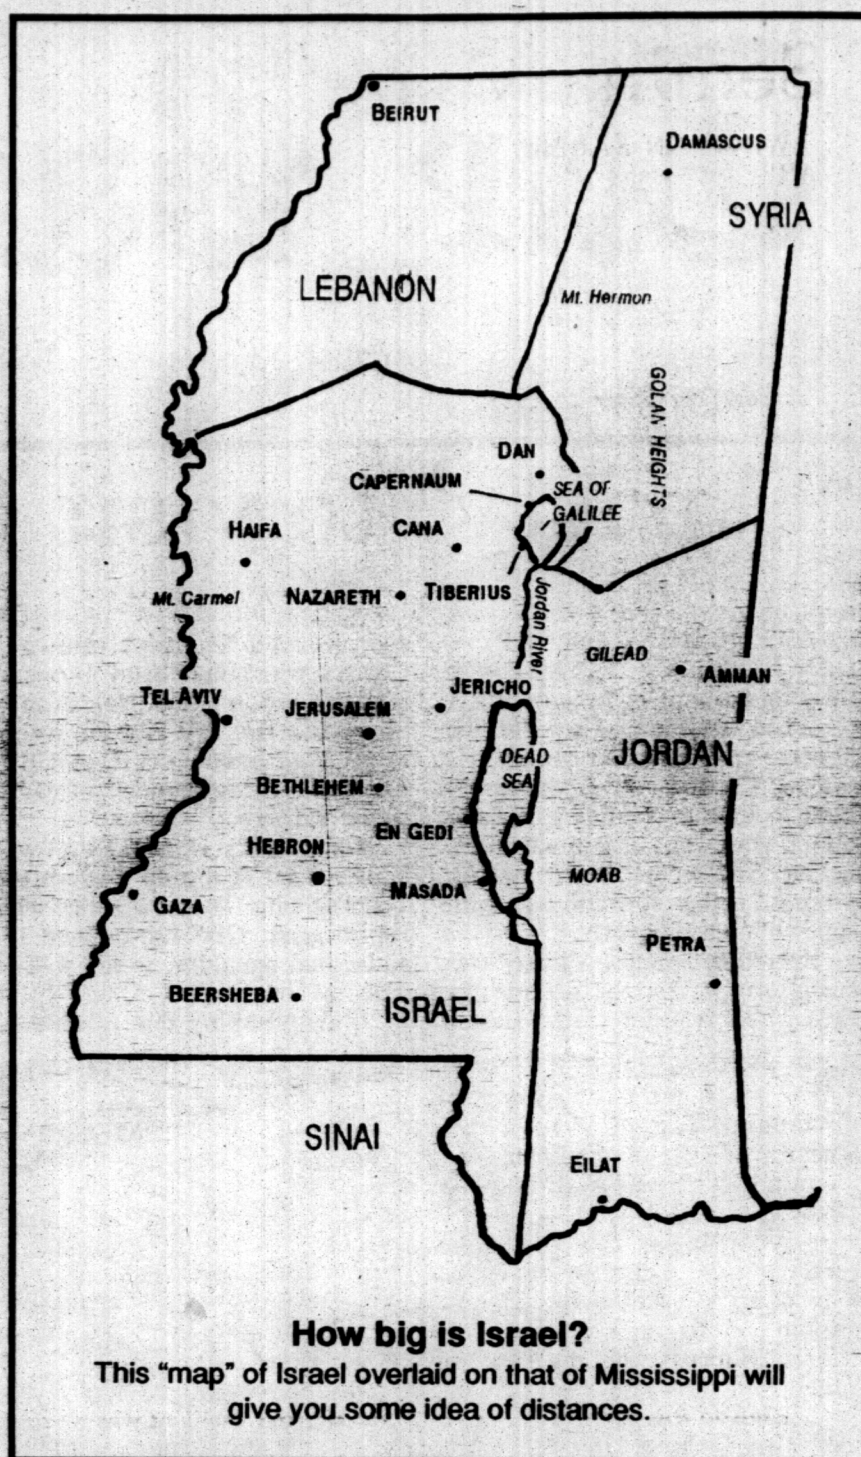 BEIRUT
DAMASCUS
SYRIA
LEBANON
Mt. Hermon
GOLAN HEIGHTS
DAN
CAPERNAUM
SEA OF
GALILEE
HAIFA
CANA
Mt. Carmel
NAZARETH
TIBERIUS
Jordan River
GILEAD
AMMAN
TEL AVIV
JERUSALEM
JERICHO
JORDAN
DEAD
SEA
BETHLEHEM
EN GEDI
HEBRON
MASADA
MOAB
GAZA
PETRA
BEERSHEBA
ISRAEL
SINAI
EILAT
How big is Israel?
This “map” of Israel overlaid on that of Mississippi will
give you some idea of distances.